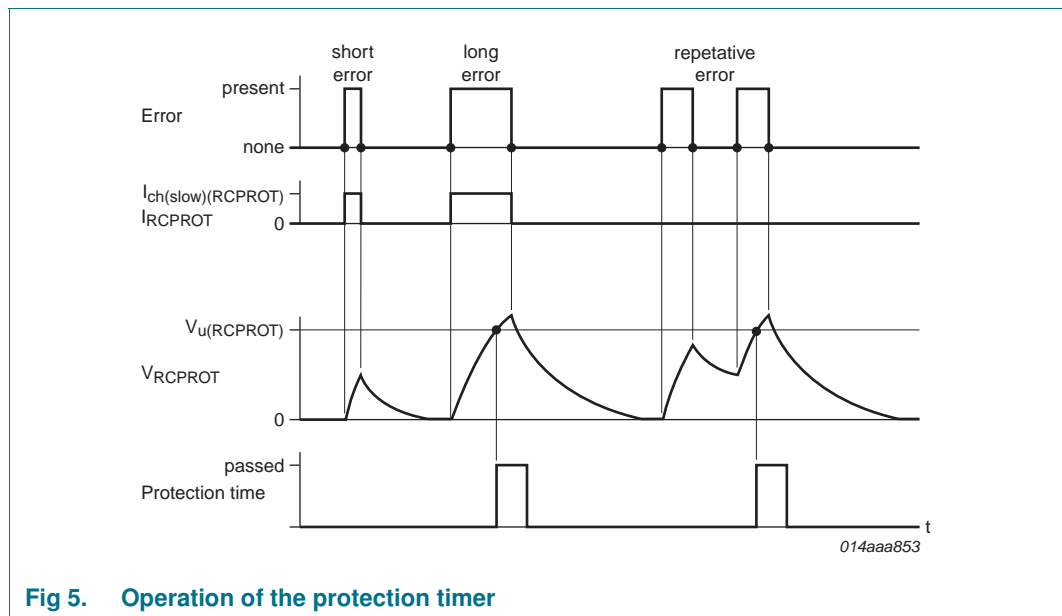 short
error
long
error
repetative
error
present
Error
none
Ich(slow)(RCPROT)
IRCPROT
0
Vu(RCPROT)
VRCPROT
0
passed
Protection time
t
014aaa853
Fig 5. Operation of the protection timer